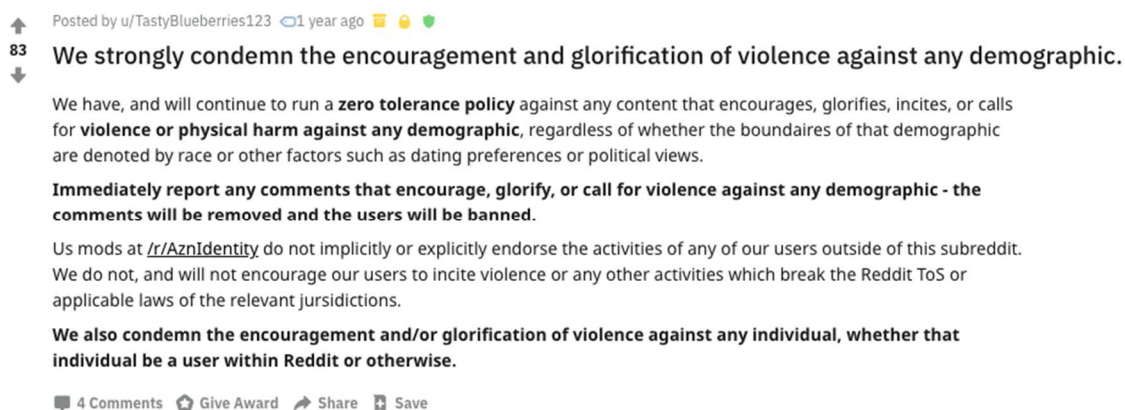 Posted by u/TastyBlueberries123 1 year ago
83
We strongly condemn the encouragement and glorification of violence against any demographic.
We have, and will continue to run a zero tolerance policy against any content that encourages, glorifies, incites, or calls
for violence or physical harm against any demographic, regardless of whether the boundaires of that demographic
are denoted by race or other factors such as dating preferences or political views.
Immediately report any comments that encourage, glorify, or call for violence against any demographic - the
comments will be removed and the users will be banned.
Us mods at /r/AznIdentity do not implicitly or explicitly endorse the activities of any of our users outside of this subreddit.
We do not, and will not encourage our users to incite violence or any other activities which break the Reddit ToS or
applicable laws of the relevant jursidictions.
We also condemn the encouragement and/or glorification of violence against any individual, whether that
individual be a user within Reddit or otherwise.
4 Comments Give Award Share Save